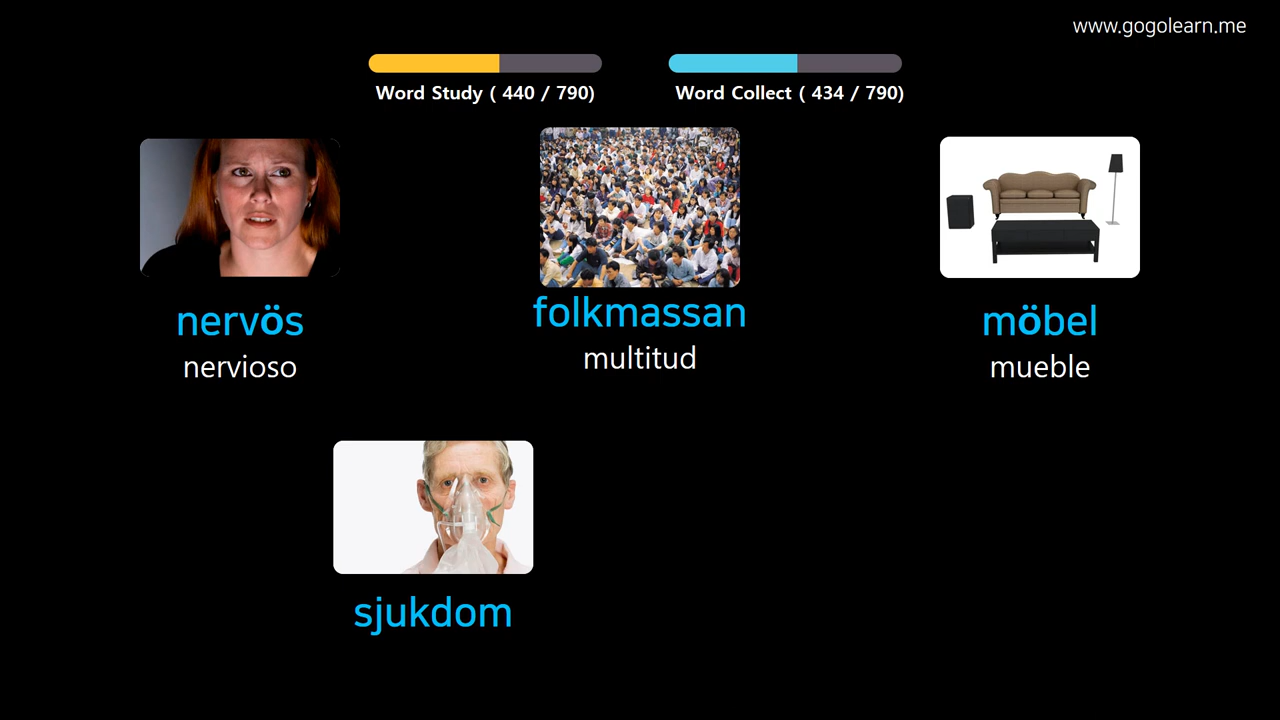 www.gogolearn.me
Word Study ( 440 / 790)
Word Collect ( 434 / 790)
nervös
nervioso
folkmassan
multitud
möbel
mueble
sjukdom